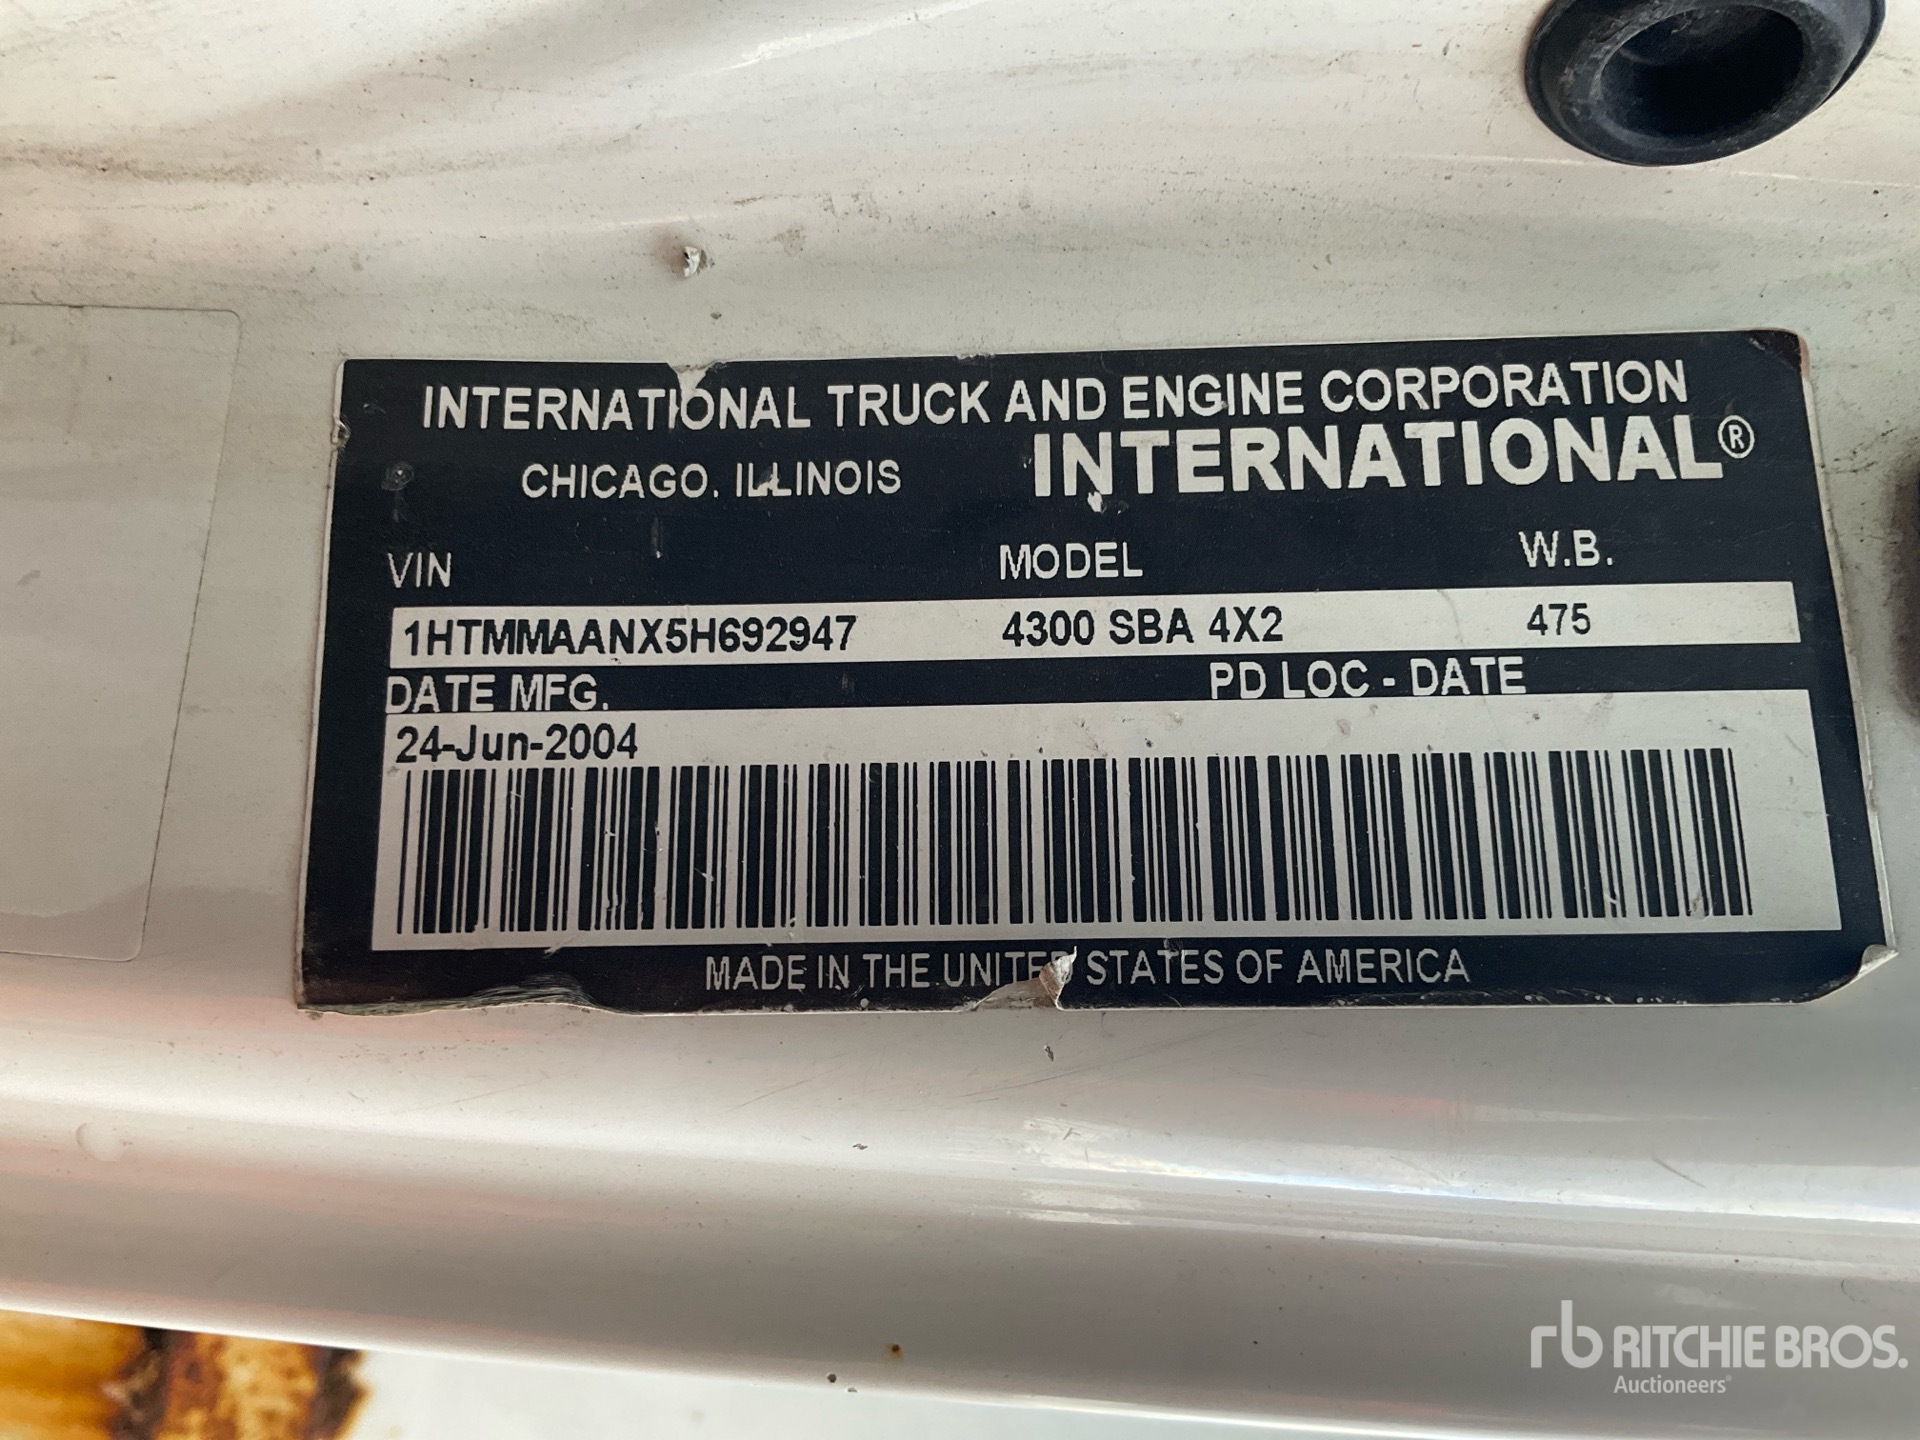 INTERNATIONAL TRUCK AND ENGINE CORPORATION
CHICAGO, ILLINOIS INTERNATIONAL®
VIN MODEL W.B.
1HTMMAANX5H692947 4300 SBA 4X2 475
DATE MFG. PD LOC - DATE
24-Jun-2004
MADE IN THE UNITED STATES OF AMERICA
rb RITCHIE BROS.
Auctioneers®